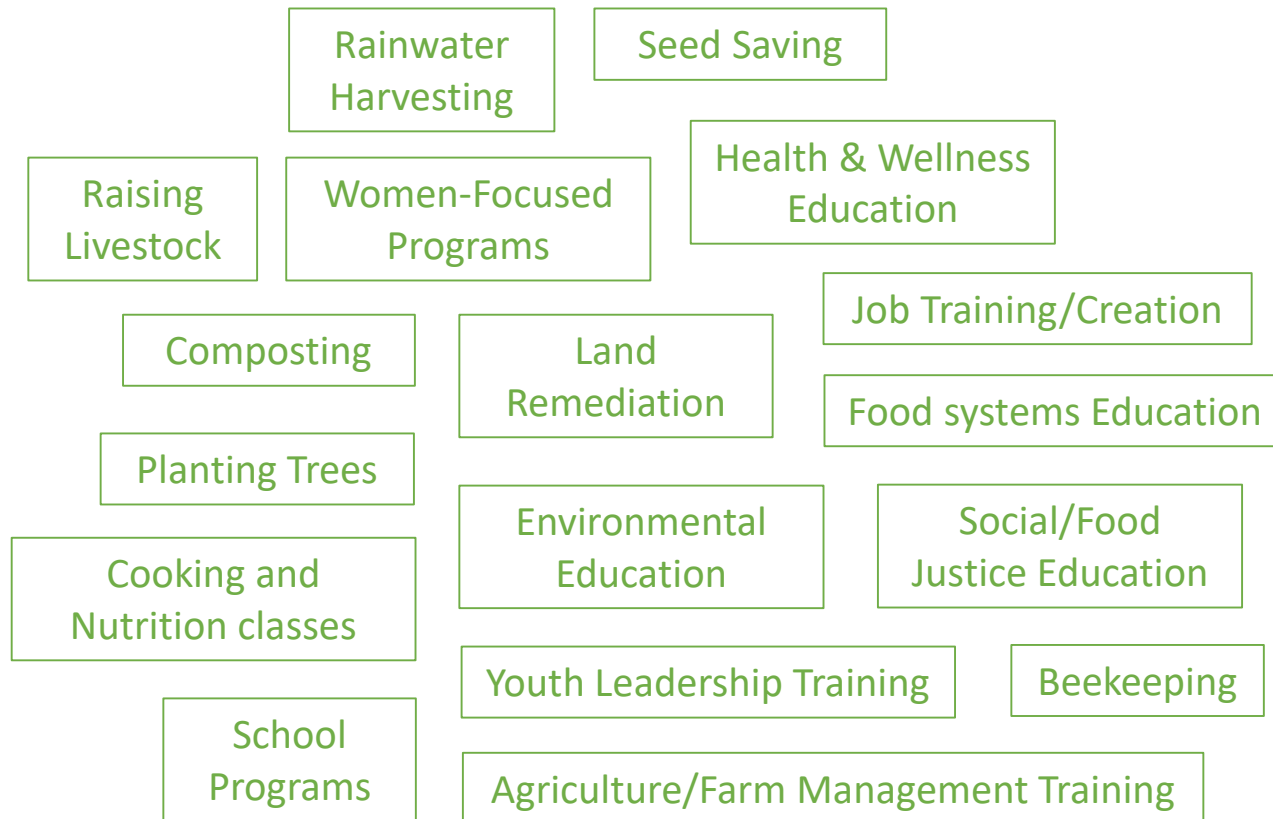 Rainwater
Harvesting
Seed Saving
Health & Wellness
Education
Raising
Livestock
Women-Focused
Programs
Job Training/Creation
Composting
Land
Remediation
Food systems Education
Planting Trees
Environmental
Education
Social/Food
Justice Education
Cooking and
Nutrition classes
Youth Leadership Training
Beekeeping
School
Programs
Agriculture/Farm Management Training